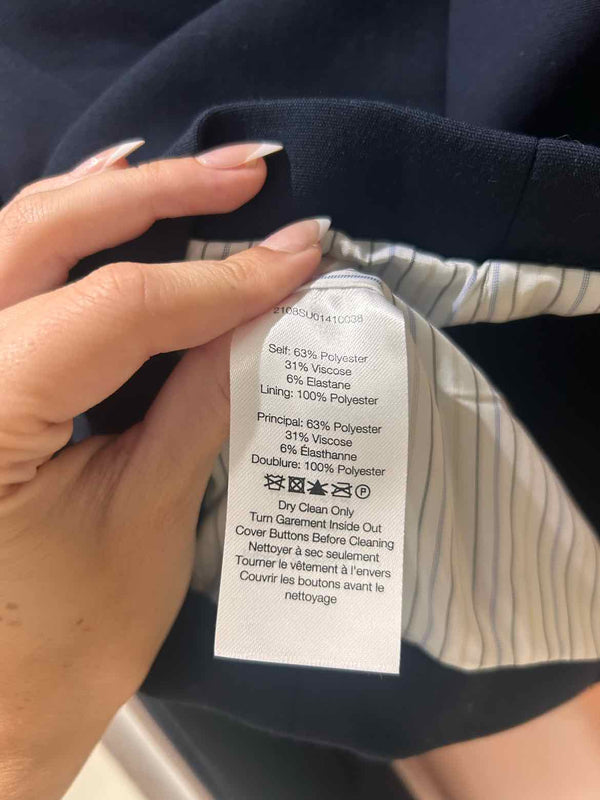 2108SU01410038
Self: 63% Polyester
31% Viscose
6% Elastane
Lining: 100% Polyester
Principal: 63% Polyester
31% Viscose
6% Élasthanne
Doublure: 100% Polyester
P
Dry Clean Only
Turn Garement Inside Out
Cover Buttons Before Cleaning
Nettoyer à sec seulement
Tourner le vêtement à l'envers
Couvrir les boutons avant le
nettoyage